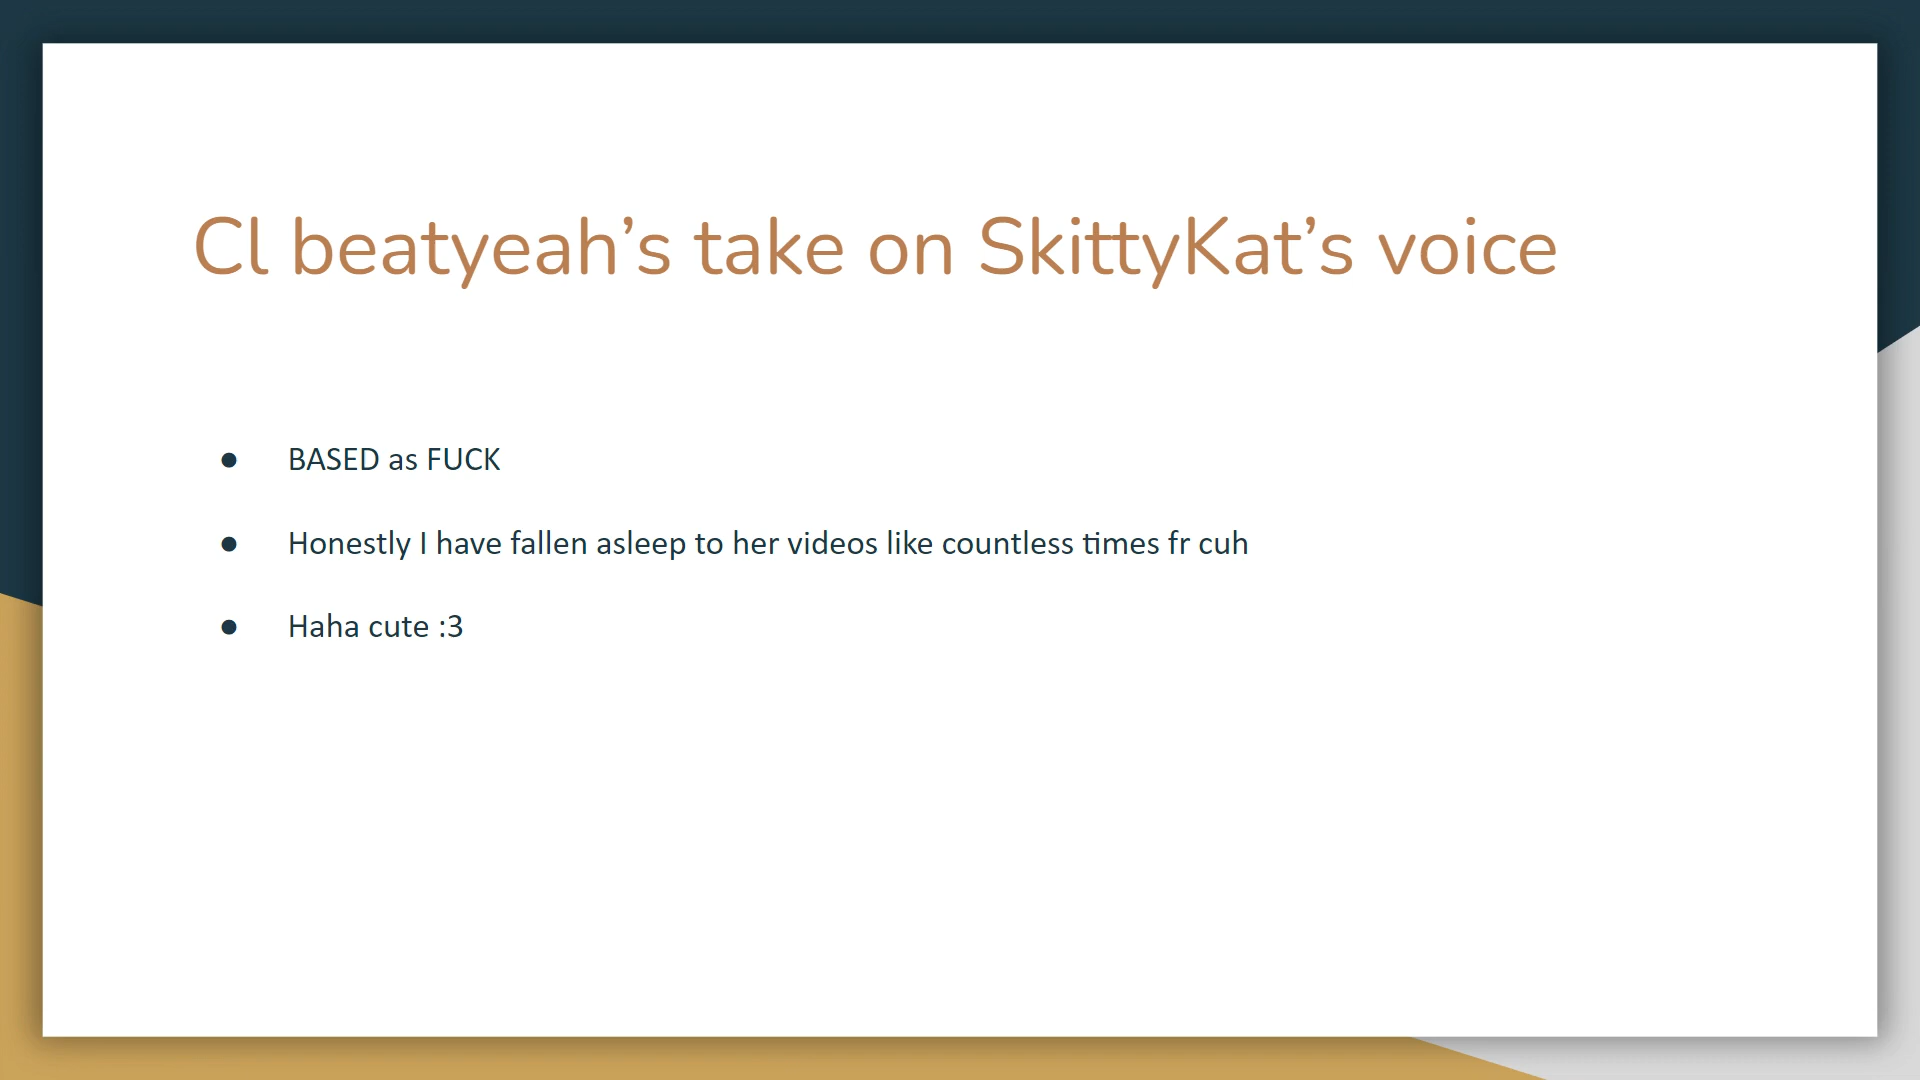 Cl beatyeah’s take on SkittyKat’s voice
● BASED as FUCK
● Honestly I have fallen asleep to her videos like countless times fr cuh
● Haha cute :3